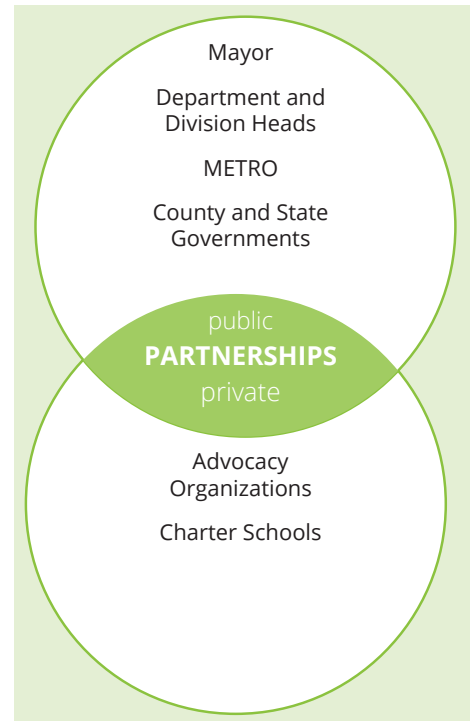 Mayor
Department and
Division Heads
METRO
County and State
Governments
public
PARTNERSHIPS
private
Advocacy
Organizations
Charter Schools